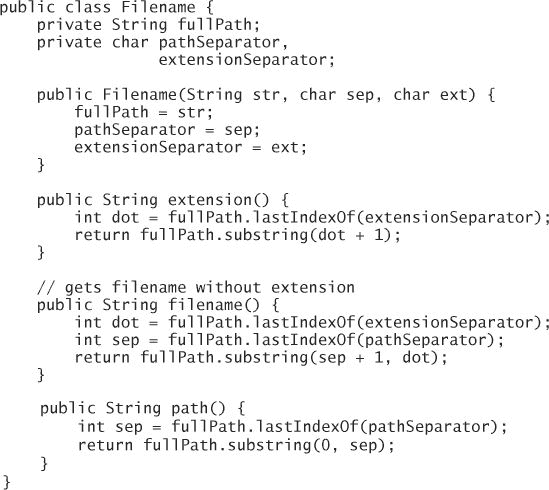 public class Filename {
    private String fullPath;
    private char pathSeparator,
                 extensionSeparator;

    public Filename(String str, char sep, char ext) {
        fullPath = str;
        pathSeparator = sep;
        extensionSeparator = ext;
    }

    public String extension() {
        int dot = fullPath.lastIndexOf(extensionSeparator);
        return fullPath.substring(dot + 1);
    }

    // gets filename without extension
    public String filename() {
        int dot = fullPath.lastIndexOf(extensionSeparator);
        int sep = fullPath.lastIndexOf(pathSeparator);
        return fullPath.substring(sep + 1, dot);
    }

    public String path() {
        int sep = fullPath.lastIndexOf(pathSeparator);
        return fullPath.substring(0, sep);
    }
}